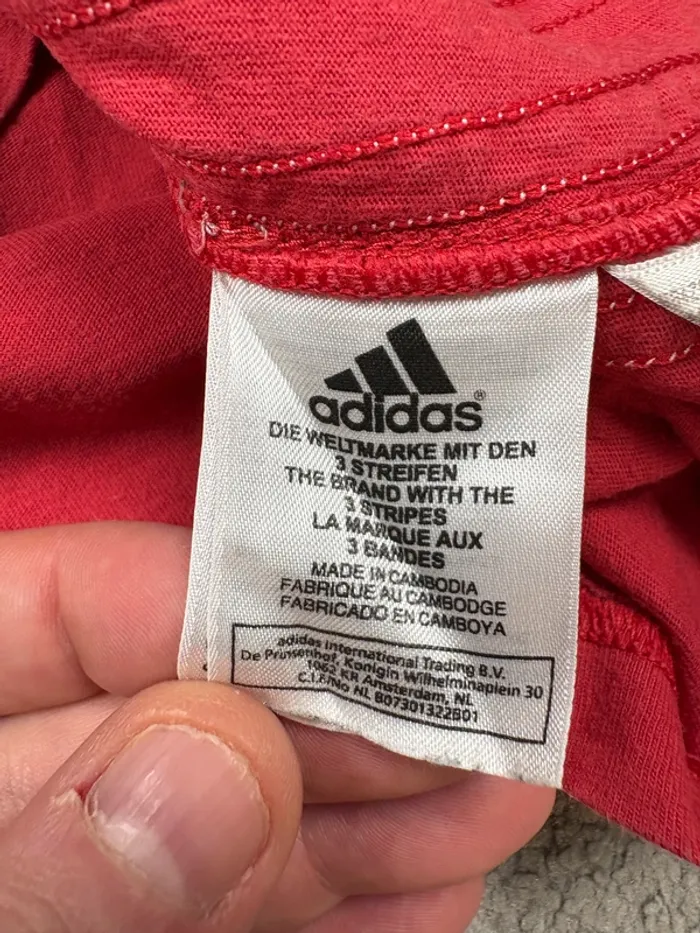 adidas®
DIE WELTMARKE MIT DEN
3 STREIFEN
THE BRAND WITH THE
3 STRIPES
LA MARQUE AUX
3 BANDES
MADE IN CAMBODIA
FABRIQUE AU CAMBODGE
FABRICADO EN CAMBOYA
adidas International Trading B.V.
De Prinsenhof, Konigin Wilhelminaplein 30
1062 KR Amsterdam, NL
C.I.F/No NL B07301322B01